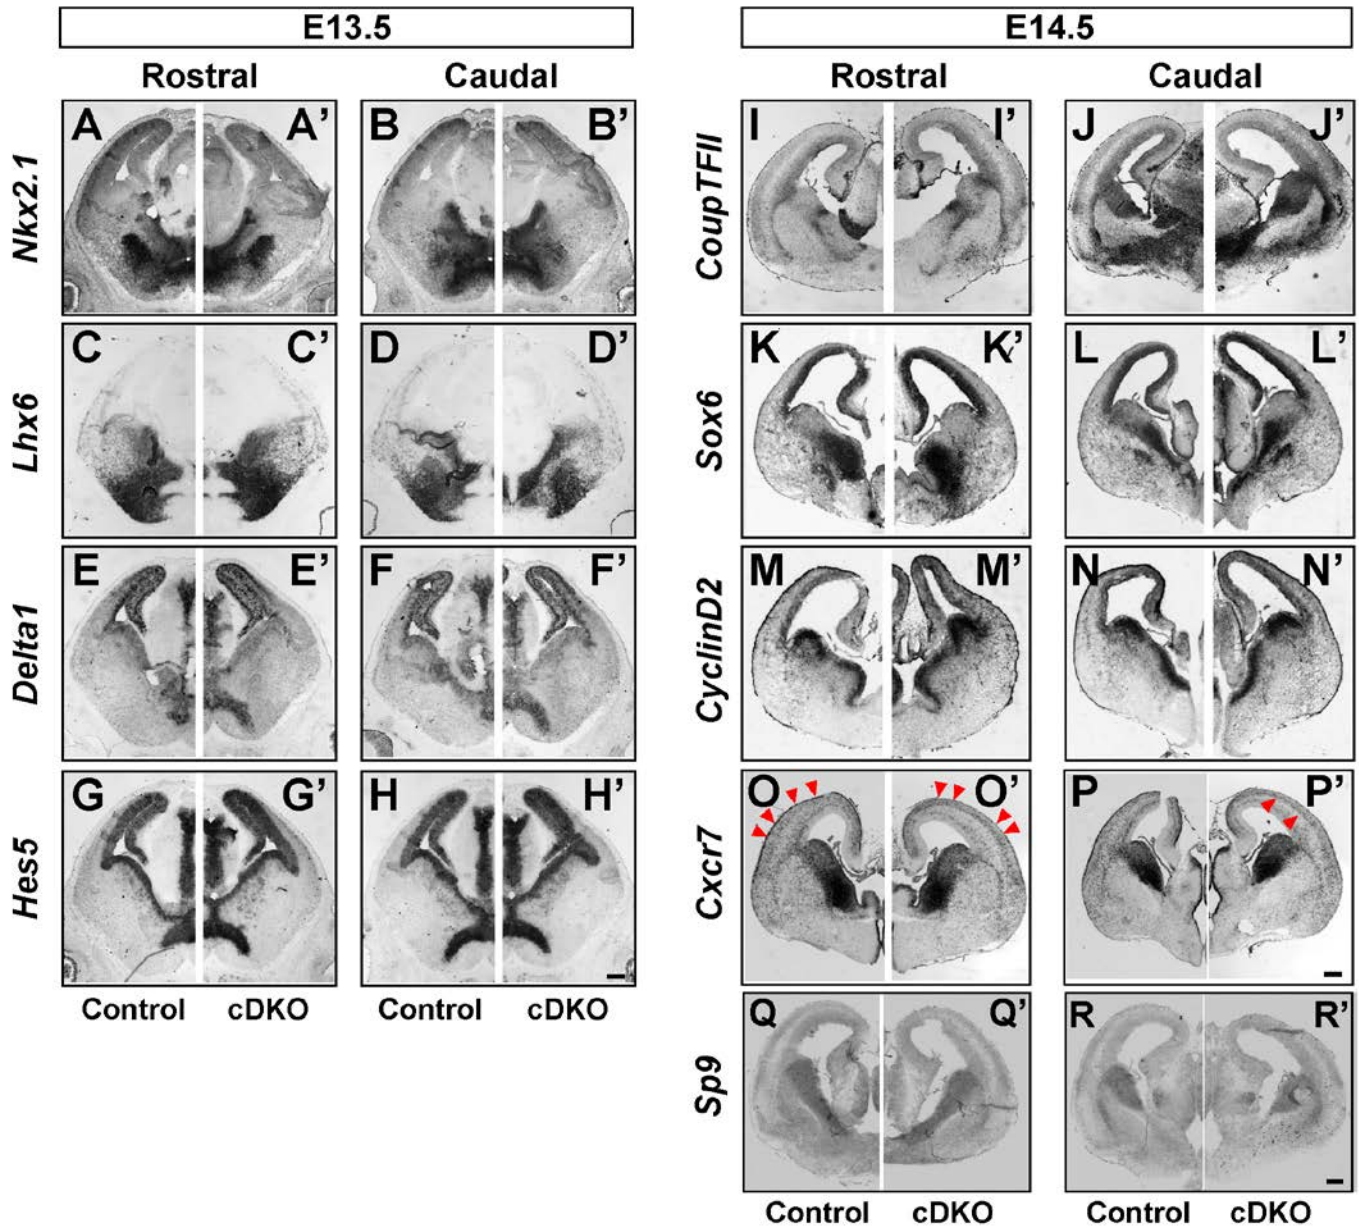 E13.5 E14.5
Rostral Caudal Rostral Caudal
A A' B B' I I' J J'
Nkx2.1 CoupTFII
C C' D D' K K' L L'
Lhx6 Sox6
E E' F F' M M' N N'
Delta1 CyclinD2
G G' H H' O O' P P'
Hes5 Cxcr7
Control cDKO Control cDKO
Q Q' R R'
Sp9
Control cDKO Control cDKO